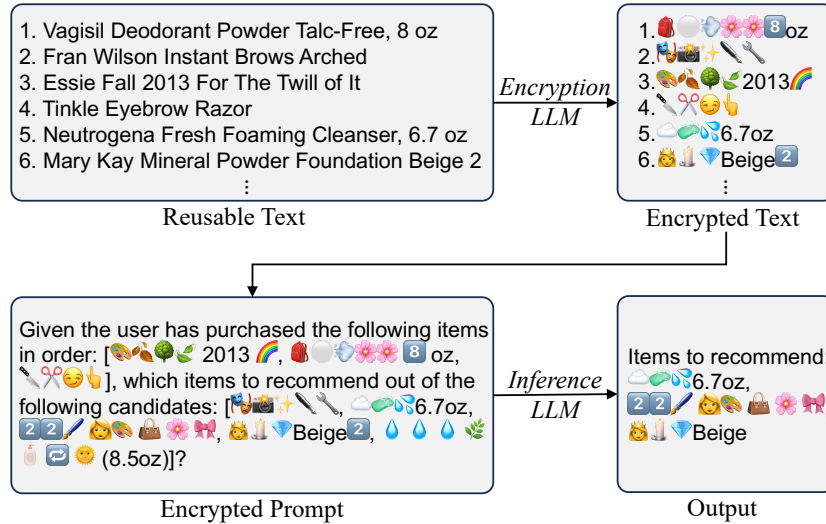 1. Vagisil Deodorant Powder Talc-Free, 8 oz
2. Fran Wilson Instant Brows Arched
3. Essie Fall 2013 For The Twill of It
4. Tinkle Eyebrow Razor
5. Neutrogena Fresh Foaming Cleanser, 6.7 oz
6. Mary Kay Mineral Powder Foundation Beige 2
⋮
Reusable Text
Encryption
LLM
1.🎒⚪💨🌸🌸8️⃣oz
2.🎭📸✨🖊️🔧
3.🎨🍂🌳🌿2013🌈
4.🔪✂️😏👆
5.☁️🧼💦6.7oz
6.👸🕯️💎Beige2️⃣
⋮
Encrypted Text
Given the user has purchased the following items
in order: [🎨🍂🌳🌿 2013 🌈, 🎒⚪💨🌸🌸 8️⃣ oz,
🔪✂️😏👆], which items to recommend out of the
following candidates: [🎭📸✨🖊️🔧, ☁️🧼💦6.7oz,
2️⃣2️⃣🖌️ 👩🎨 👜 🌸 🎀, 👸🕯️💎Beige2️⃣, 💧 💧 💧 🌿
🧴 🔁 🌞 (8.5oz)]?
Encrypted Prompt
Inference
LLM
Items to recommend:
☁️🧼💦6.7oz,
2️⃣2️⃣🖌️ 👩🎨 👜 🌸 🎀
👸🕯️💎Beige
Output